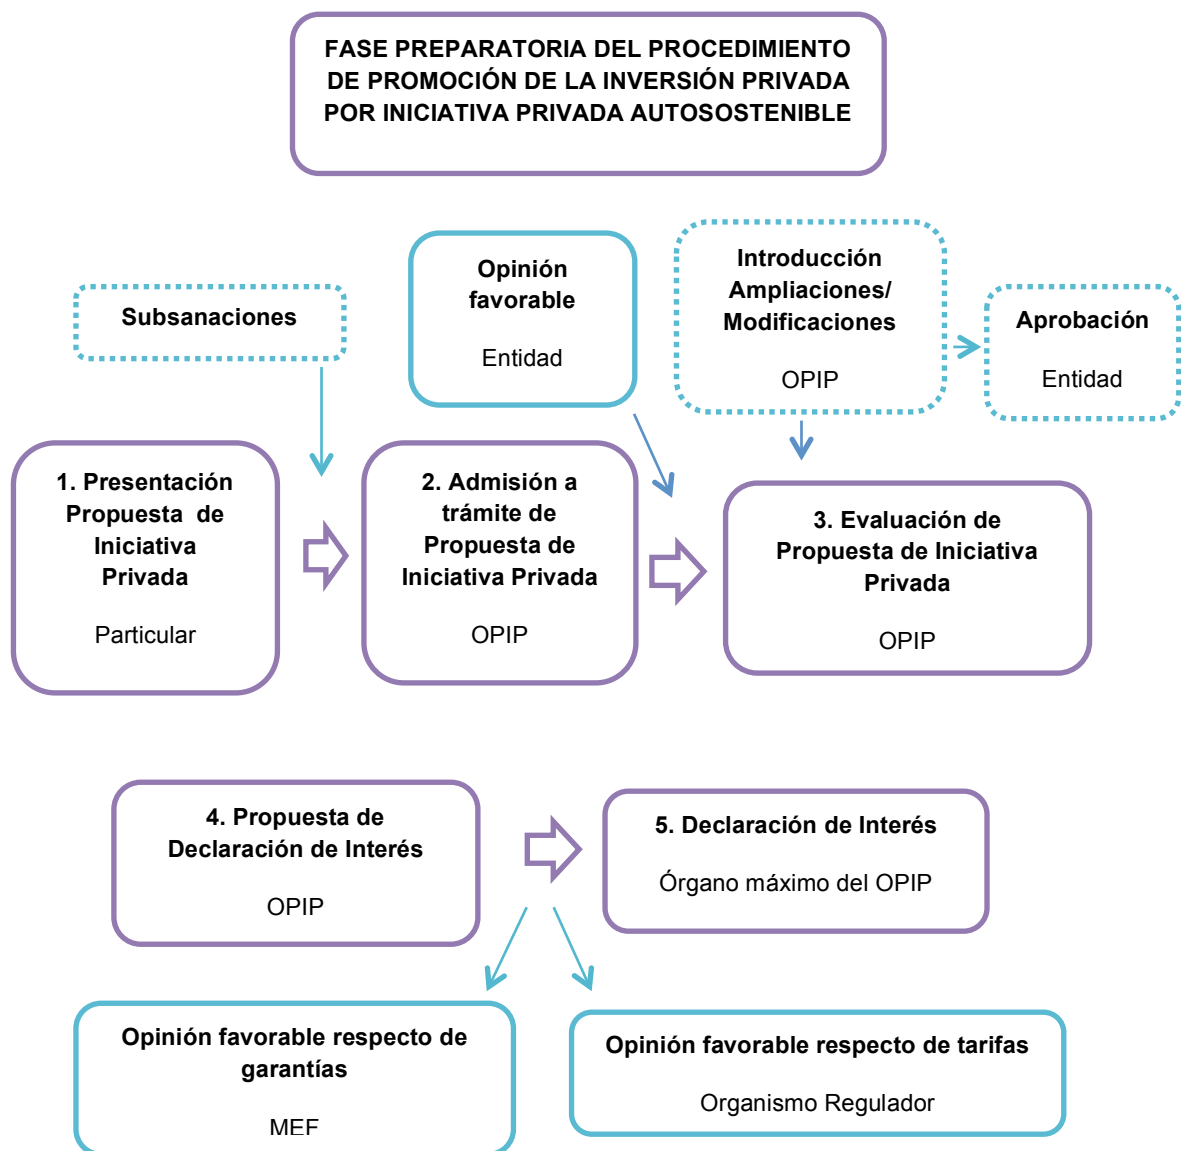 FASE PREPARATORIA DEL PROCEDIMIENTO
DE PROMOCIÓN DE LA INVERSIÓN PRIVADA
POR INICIATIVA PRIVADA AUTOSOSTENIBLE
Subsanaciones
Opinión
favorable
Entidad
Introducción
Ampliaciones/
Modificaciones
OPIP
Aprobación
Entidad
1. Presentación
Propuesta de
Iniciativa
Privada
Particular
2. Admisión a
trámite de
Propuesta de
Iniciativa Privada
OPIP
3. Evaluación de
Propuesta de Iniciativa
Privada
OPIP
4. Propuesta de
Declaración de Interés
OPIP
5. Declaración de Interés
Órgano máximo del OPIP
Opinión favorable respecto de
garantías
MEF
Opinión favorable respecto de tarifas
Organismo Regulador